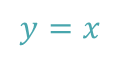 y = x